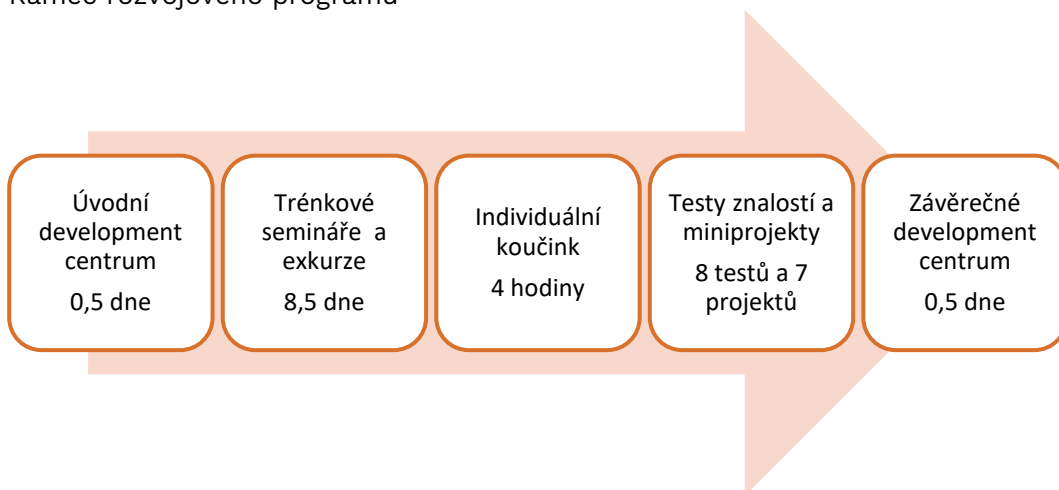 Rámec rozvojového programu
Úvodní
development
centrum
0,5 dne
Trénkové
semináře a
exkurze
8,5 dne
Individuální
koučink
4 hodiny
Testy znalostí a
miniprojekty
8 testů a 7
projektů
Závěrečné
development
centrum
0,5 dne